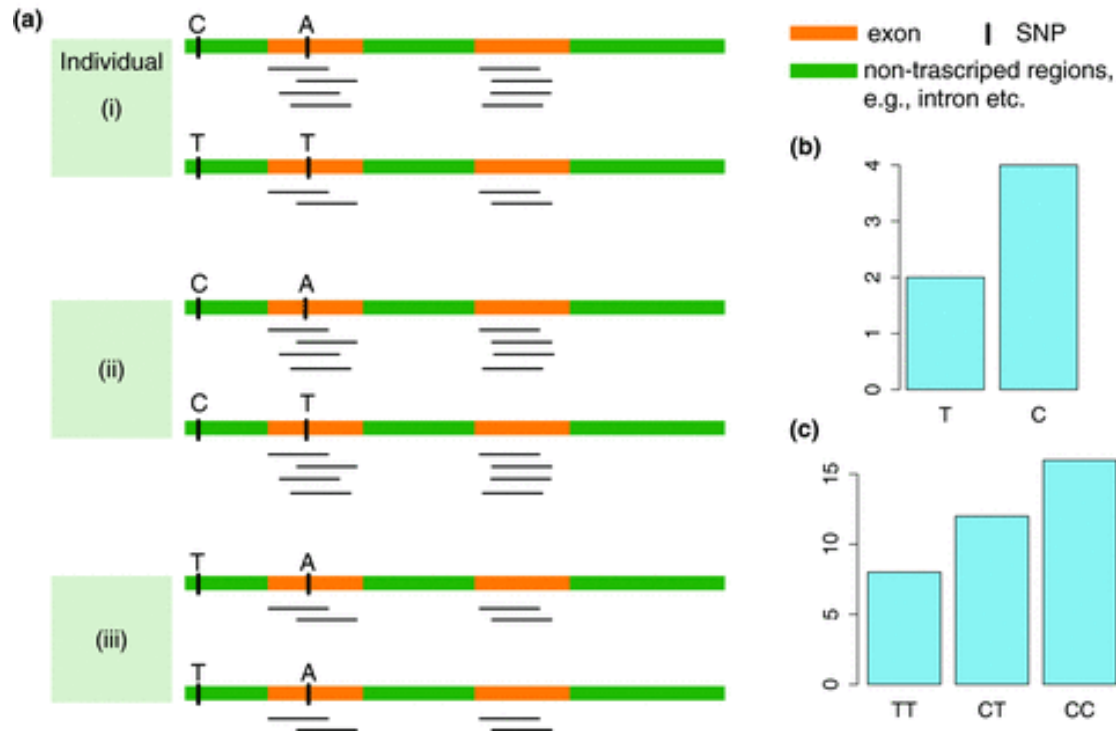 (a)
C A
Individual
(i)
T T
C A
(ii)
C T
T A
(iii)
T A
exon SNP
non-trascriped regions,
e.g., intron etc.
(b)
4
3
2
1
0
T C
(c)
15
10
5
0
TT CT CC